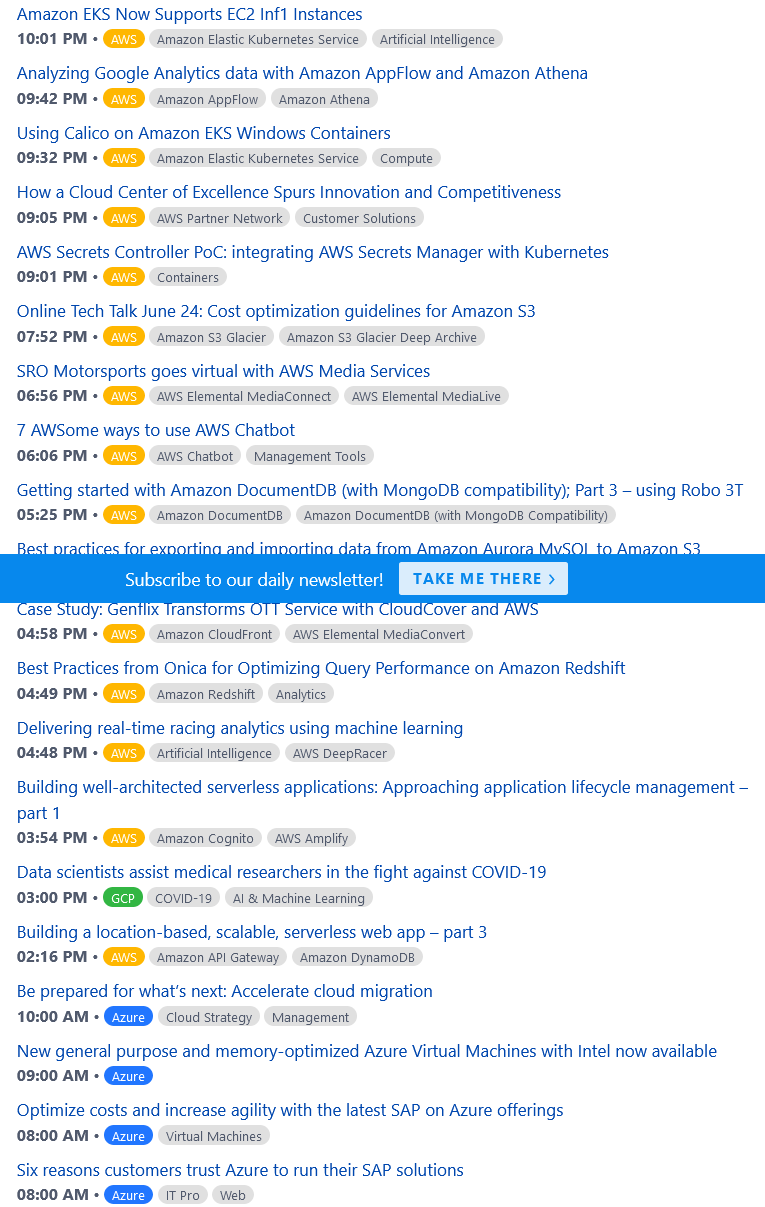 Amazon EKS Now Supports EC2 Inf1 Instances
10:01 PM • AWS Amazon Elastic Kubernetes Service Artificial Intelligence
Analyzing Google Analytics data with Amazon AppFlow and Amazon Athena
09:42 PM • AWS Amazon AppFlow Amazon Athena
Using Calico on Amazon EKS Windows Containers
09:32 PM • AWS Amazon Elastic Kubernetes Service Compute
How a Cloud Center of Excellence Spurs Innovation and Competitiveness
09:05 PM • AWS AWS Partner Network Customer Solutions
AWS Secrets Controller PoC: integrating AWS Secrets Manager with Kubernetes
09:01 PM • AWS Containers
Online Tech Talk June 24: Cost optimization guidelines for Amazon S3
07:52 PM • AWS Amazon S3 Glacier Amazon S3 Glacier Deep Archive
SRO Motorsports goes virtual with AWS Media Services
06:56 PM • AWS AWS Elemental MediaConnect AWS Elemental MediaLive
7 AWSome ways to use AWS Chatbot
06:06 PM • AWS AWS Chatbot Management Tools
Getting started with Amazon DocumentDB (with MongoDB compatibility); Part 3 – using Robo 3T
05:25 PM • AWS Amazon DocumentDB Amazon DocumentDB (with MongoDB Compatibility)
Best practices for exporting and importing data from Amazon Aurora MySQL to Amazon S3
Subscribe to our daily newsletter! TAKE ME THERE >
Case Study: Genflix Transforms OTT Service with CloudCover and AWS
04:58 PM • AWS Amazon CloudFront AWS Elemental MediaConvert
Best Practices from Onica for Optimizing Query Performance on Amazon Redshift
04:49 PM • AWS Amazon Redshift Analytics
Delivering real-time racing analytics using machine learning
04:48 PM • AWS Artificial Intelligence AWS DeepRacer
Building well-architected serverless applications: Approaching application lifecycle management –
part 1
03:54 PM • AWS Amazon Cognito AWS Amplify
Data scientists assist medical researchers in the fight against COVID-19
03:00 PM • GCP COVID-19 AI & Machine Learning
Building a location-based, scalable, serverless web app – part 3
02:16 PM • AWS Amazon API Gateway Amazon DynamoDB
Be prepared for what's next: Accelerate cloud migration
10:00 AM • Azure Cloud Strategy Management
New general purpose and memory-optimized Azure Virtual Machines with Intel now available
09:00 AM • Azure
Optimize costs and increase agility with the latest SAP on Azure offerings
08:00 AM • Azure Virtual Machines
Six reasons customers trust Azure to run their SAP solutions
08:00 AM • Azure IT Pro Web